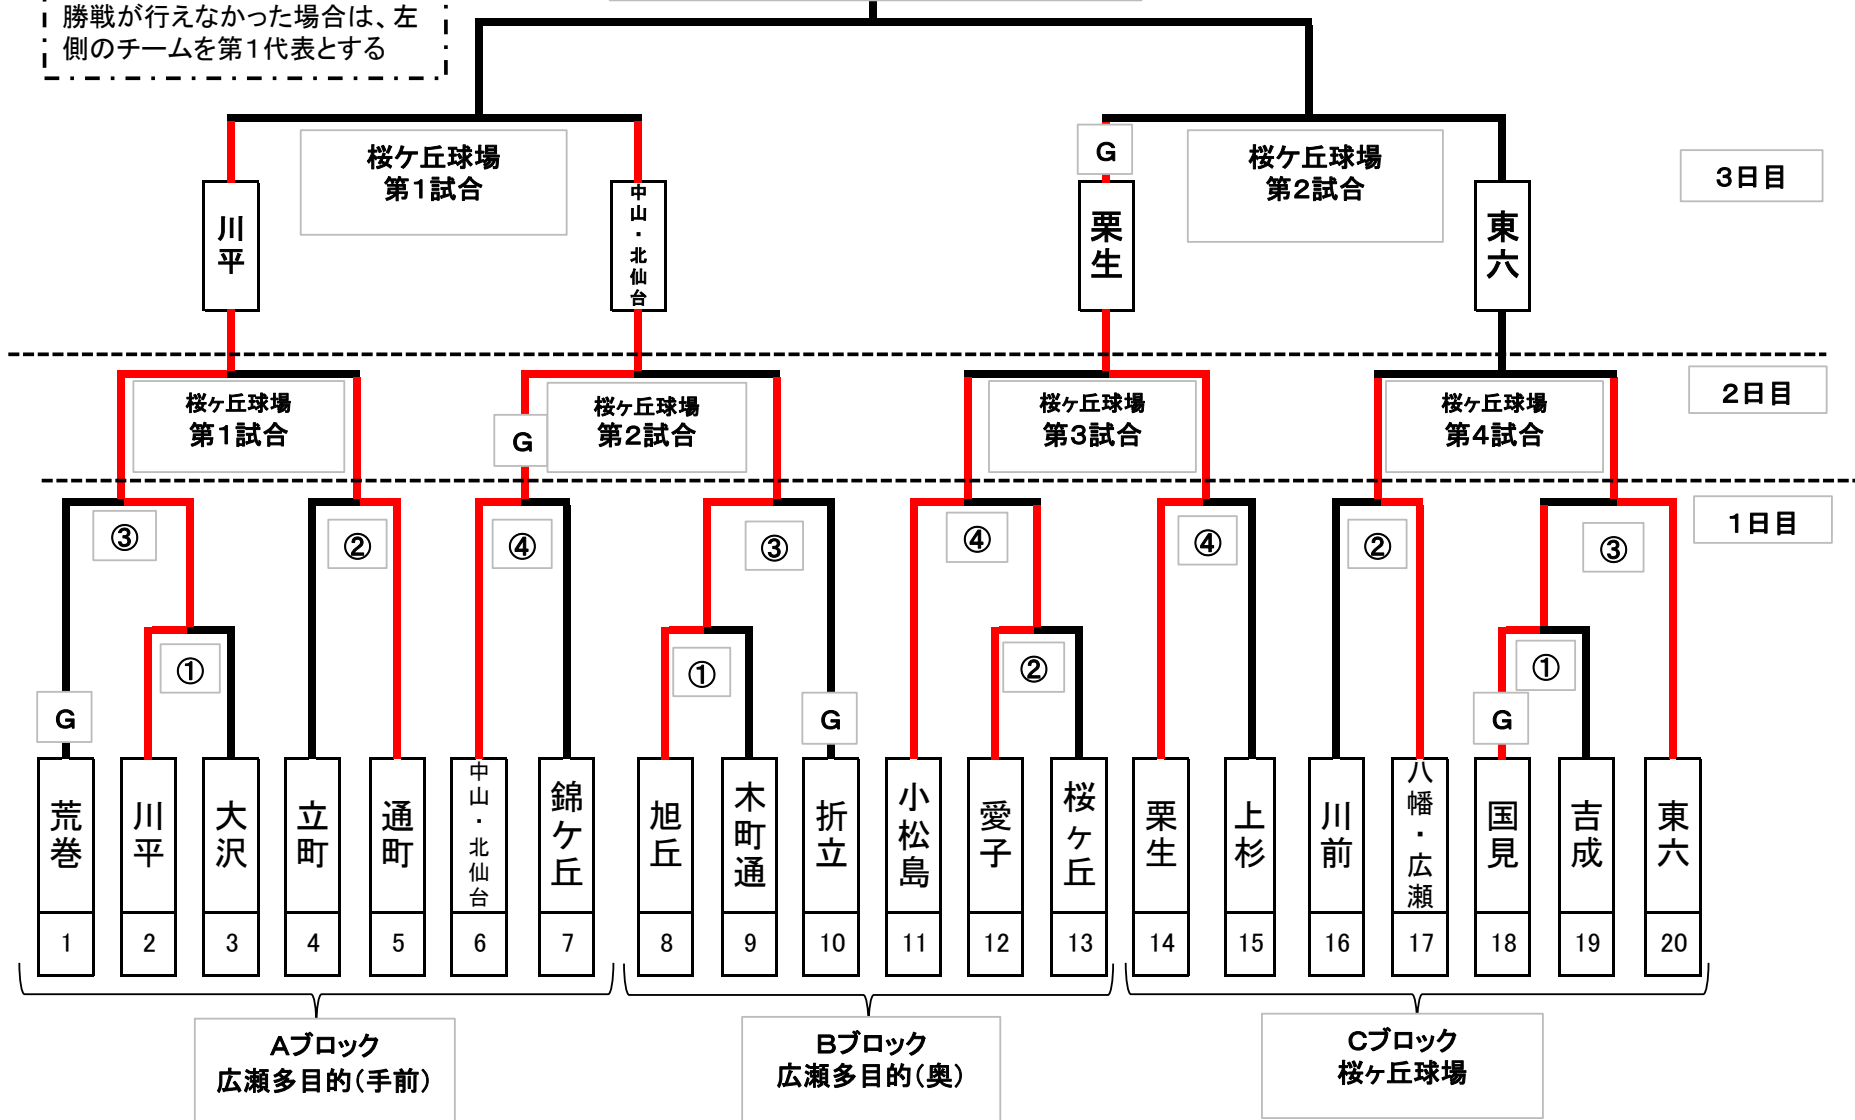 勝戦が行えなかった場合は、左
側のチームを第1代表とする
桜ケ丘球場
第1試合
G
桜ケ丘球場
第2試合
3日目
川平
中山・北仙台
栗生
東六
桜ヶ丘球場
第1試合
G
桜ヶ丘球場
第2試合
桜ヶ丘球場
第3試合
桜ヶ丘球場
第4試合
2日目
③
②
④
③
④
④
②
③
1日目
①
①
②
①
G
G
G
荒巻
川平
大沢
立町
通町
中山・北仙台
錦ケ丘
旭丘
木町通
折立
小松島
愛子
桜ヶ丘
栗生
上杉
川前
八幡・広瀬
国見
吉成
東六
1
2
3
4
5
6
7
8
9
10
11
12
13
14
15
16
17
18
19
20
Aブロック
広瀬多目的(手前)
Bブロック
広瀬多目的(奥)
Cブロック
桜ヶ丘球場